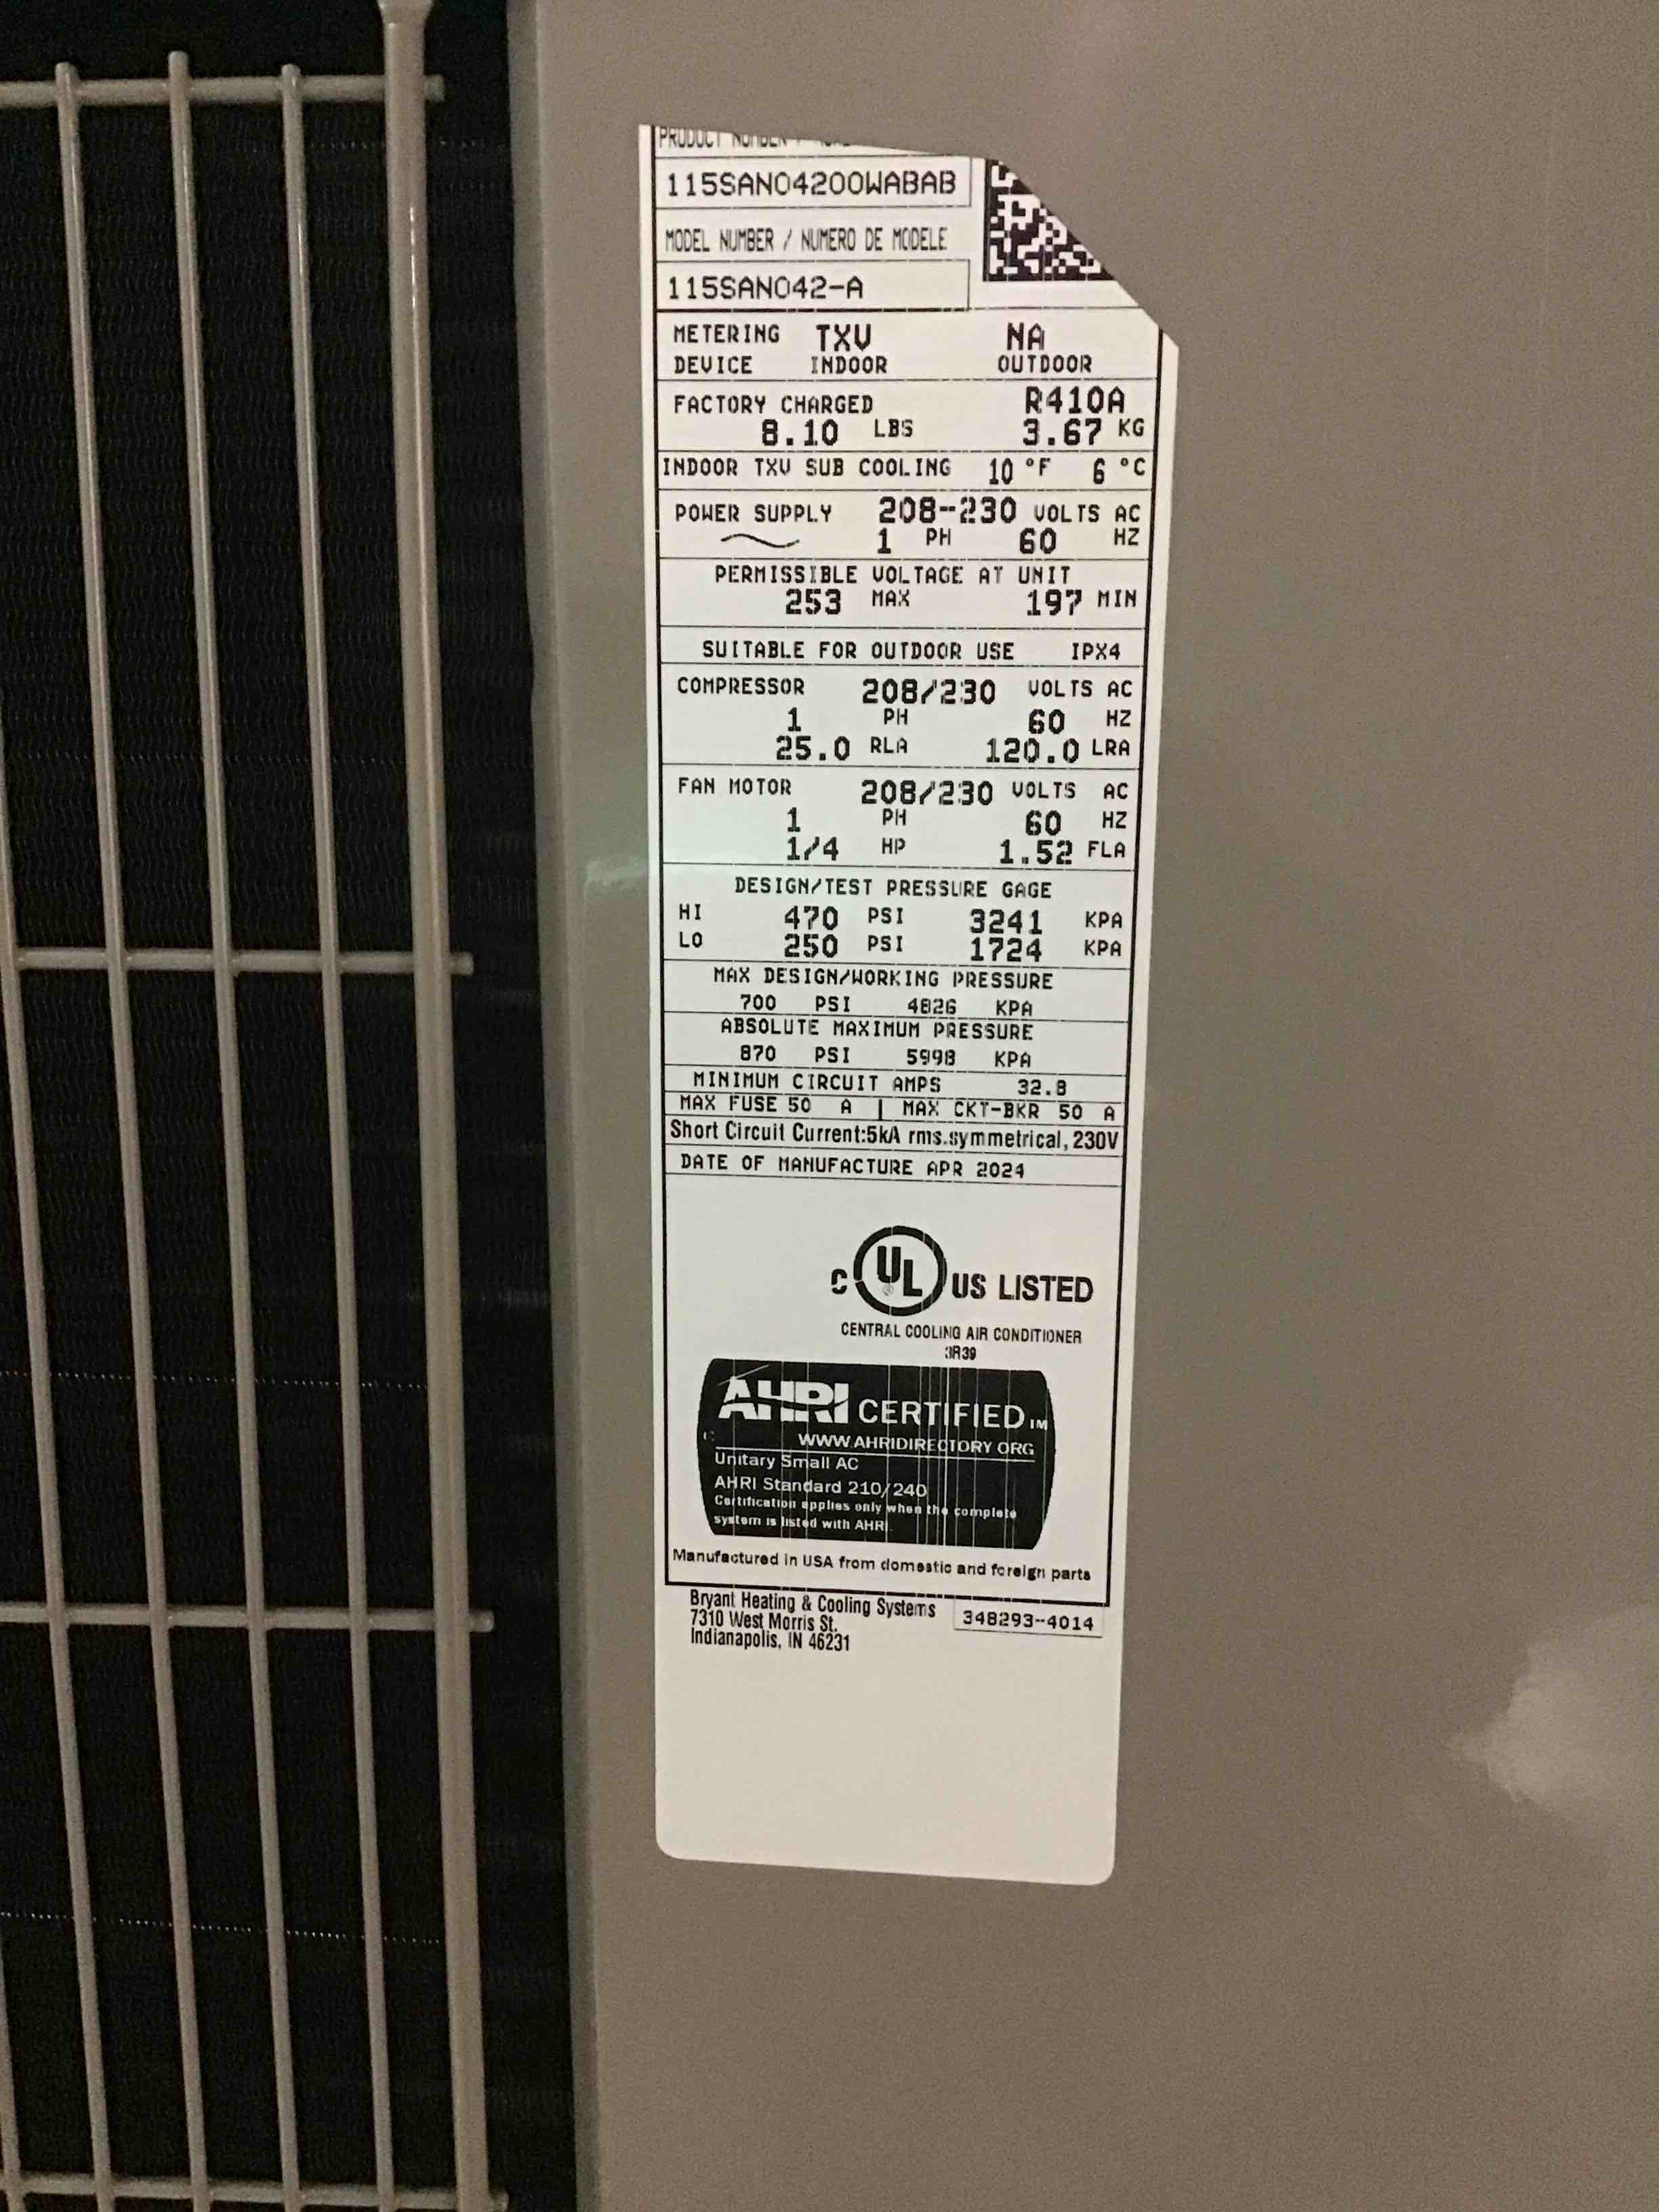 PRODUCT NUMBER /
115SAN04200WABAB
MODEL NUMBER / NUMERO DE MODELE
115SAN042-A
METERING TXV NA
DEVICE INDOOR OUTDOOR
FACTORY CHARGED R410A
8.10 LBS 3.67 KG
INDOOR TXV SUB COOLING 10 °F 6 °C
POWER SUPPLY 208-230 VOLTS AC
1 PH 60 HZ
PERMISSIBLE VOLTAGE AT UNIT
253 MAX 197 MIN
SUITABLE FOR OUTDOOR USE IPX4
COMPRESSOR 208/230 VOLTS AC
1 PH 60 HZ
25.0 RLA 120.0 LRA
FAN MOTOR 208/230 VOLTS AC
1 PH 60 HZ
1/4 HP 1.52 FLA
DESIGN/TEST PRESSURE GAGE
HI 470 PSI 3241 KPA
LO 250 PSI 1724 KPA
MAX DESIGN/WORKING PRESSURE
700 PSI 4826 KPA
ABSOLUTE MAXIMUM PRESSURE
870 PSI 5998 KPA
MINIMUM CIRCUIT AMPS 32.8
MAX FUSE 50 A | MAX CKT-BKR 50 A
Short Circuit Current:5kA rms.symmetrical, 230V
DATE OF MANUFACTURE APR 2024
C UL ® US LISTED
CENTRAL COOLING AIR CONDITIONER
3R39
AHRI CERTIFIED TM
WWW.AHRIDIRECTORY.ORG
Unitary Small AC
AHRI Standard 210/240
Certification applies only when the complete
system is listed with AHRI.
Manufactured in USA from domestic and foreign parts
Bryant Heating & Cooling Systems
7310 West Morris St.
Indianapolis, IN 46231
348293-4014